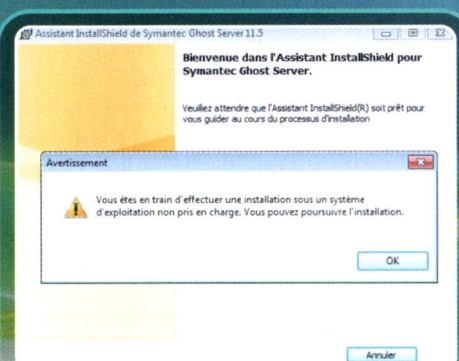 Assistant InstallShield de Symantec Ghost Server 11.5
Bienvenue dans l'Assistant InstallShield pour
Symantec Ghost Server.
Veuillez attendre que l'Assistant InstallShield(R) soit prêt pour
vous guider au cours du processus d'installation
Avertissement
Vous êtes en train d'effectuer une installation sous un système
d'exploitation non pris en charge. Vous pouvez poursuivre l'installation.
OK
Annuler